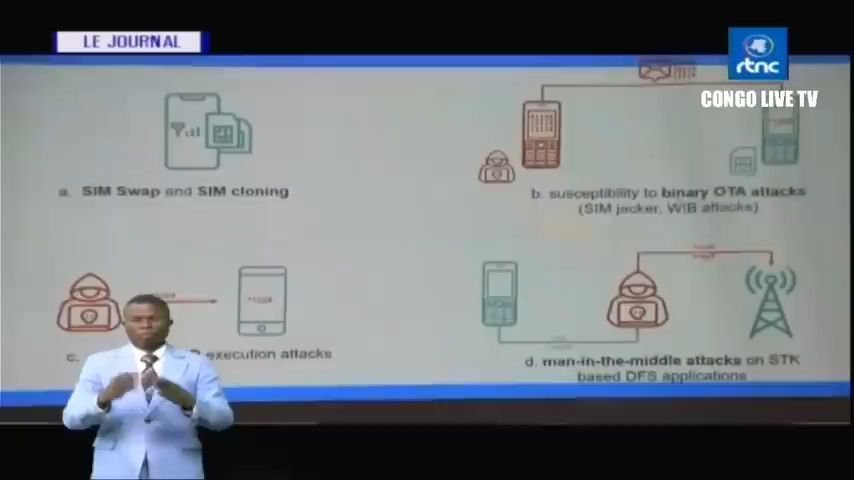 LE JOURNAL
rtnc
CONGO LIVE TV
a. SIM Swap and SIM cloning
b. susceptibility to binary OTA attacks
(SIM jacker, WIB attacks)
c.
execution attacks
d. man-in-the-middle attacks on STK
based DFS applications